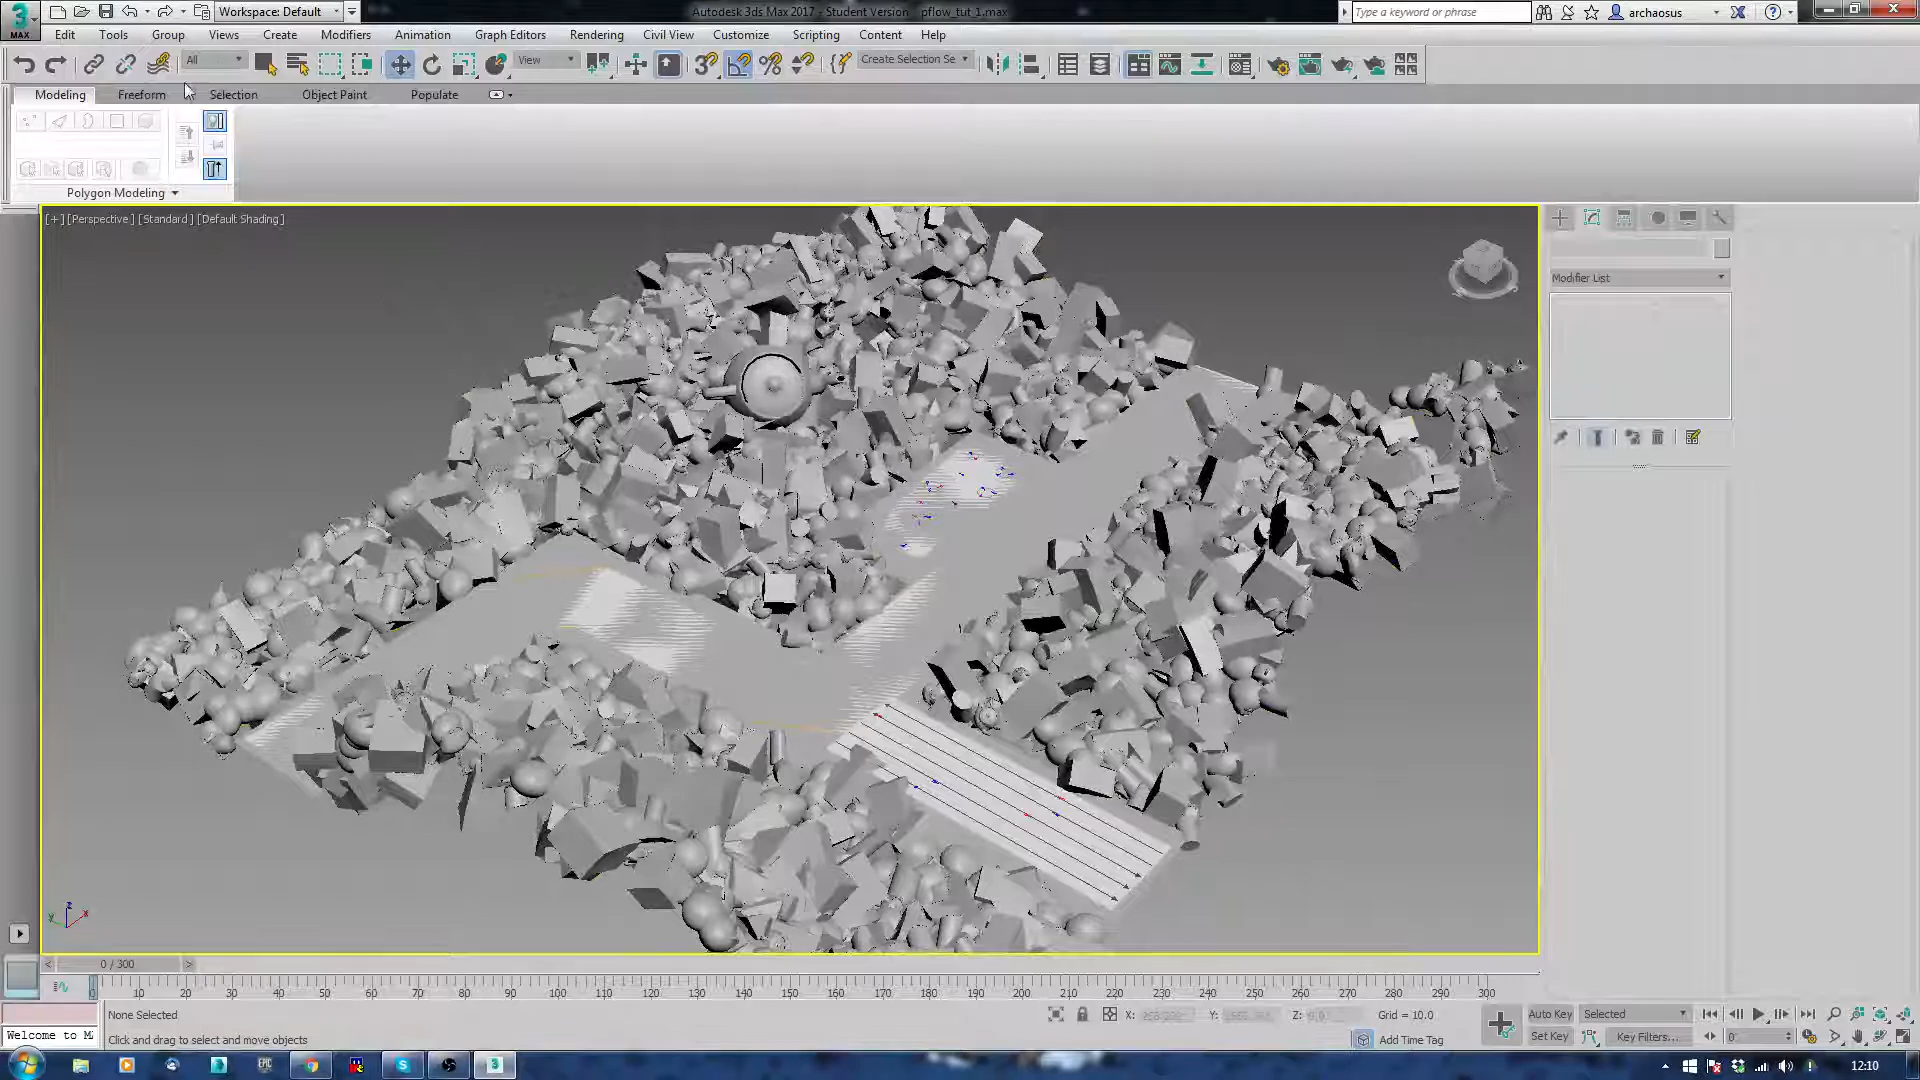 Workspace: Default
Autodesk 3ds Max 2017 - Student Version    pflow_tut_1.max
Type a keyword or phrase
archaosus
MAX
Edit Tools Group Views Create Modifiers Animation Graph Editors Rendering Civil View Customize Scripting Content Help
All
View
Create Selection Se
Modeling Freeform Selection Object Paint Populate
Polygon Modeling
[+] [Perspective] [Standard] [Default Shading]
Modifier List
0 / 300
10 20 30 40 50 60 70 80 90 100 110 120 130 140 150 160 170 180 190 200 210 220 230 240 250 260 270 280 290 300
None Selected
X: Y: Z: Grid = 10.0
Auto Key Selected
Welcome to M
Click and drag to select and move objects
Add Time Tag
Set Key Key Filters...
12:10